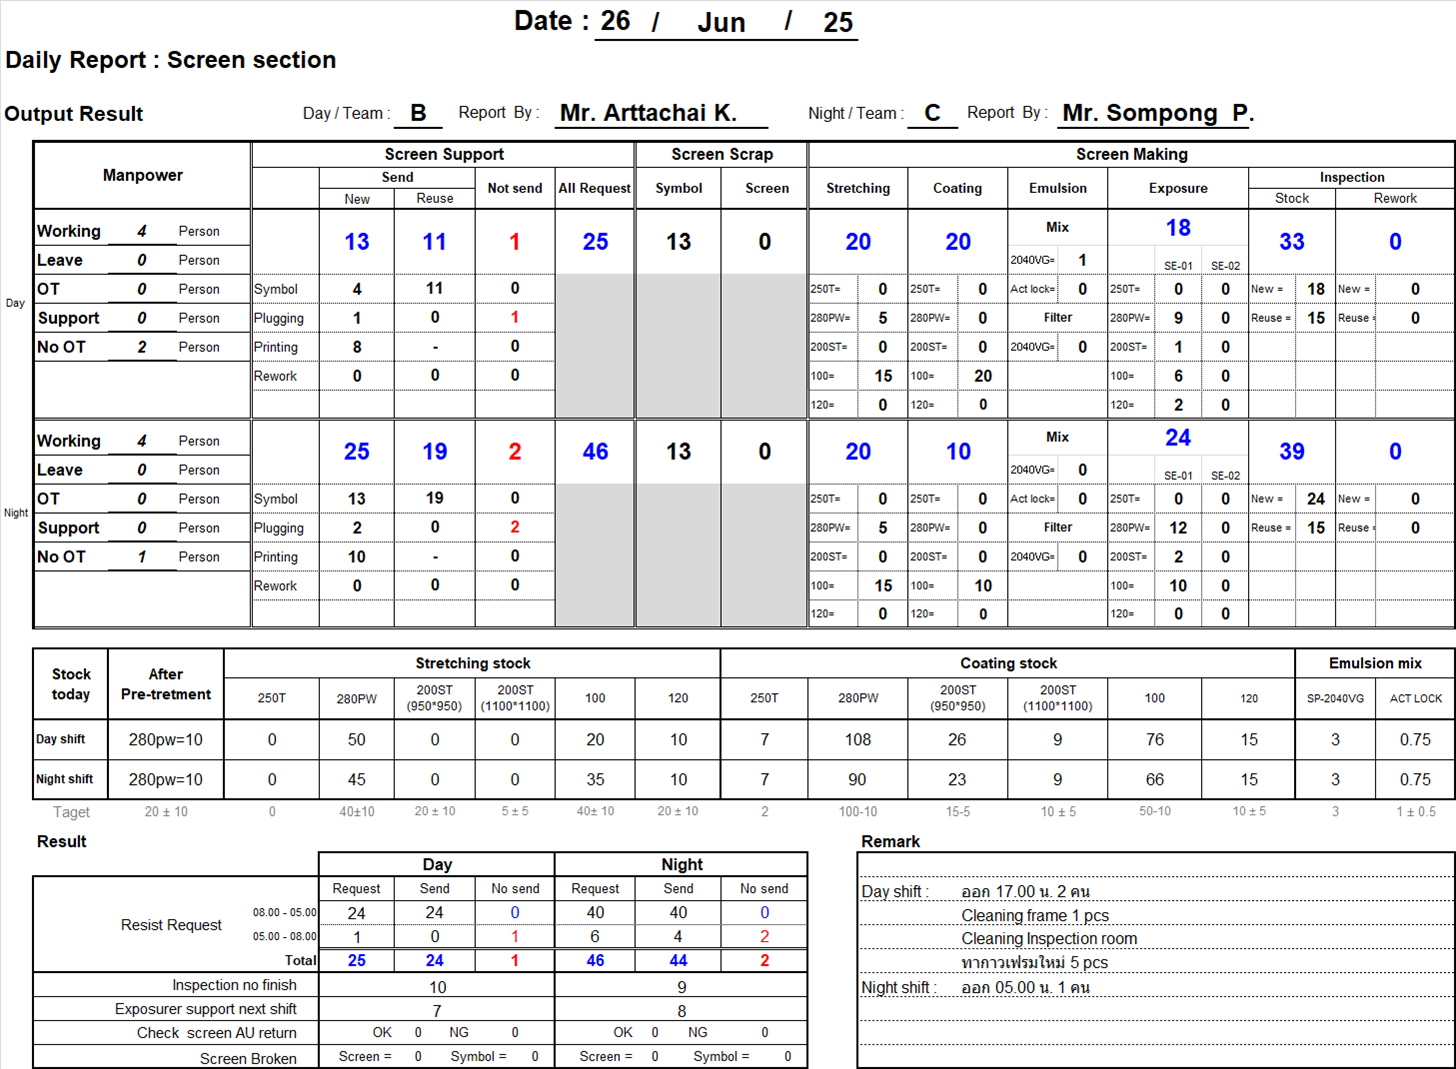 Date : 26 / Jun / 25
Daily Report : Screen section
Output Result Day / Team : B Report By : Mr. Arttachai K. Night / Team : C Report By : Mr. Sompong P.
Manpower Screen Support Screen Scrap Screen Making
Send Not send All Request Symbol Screen Stretching Coating Emulsion Exposure Inspection
New Reuse Stock Rework
Day
Working 4 Person 13 11 1 25 13 0 20 20 Mix 18 33 0
Leave 0 Person 2040VG= 1 SE-01 SE-02
OT 0 Person Symbol 4 11 0 250T= 0 250T= 0 Act lock= 0 250T= 0 0 New = 18 New = 0
Support 0 Person Plugging 1 0 1 280PW= 5 280PW= 0 Filter 280PW= 9 0 Reuse = 15 Reuse = 0
No OT 2 Person Printing 8 - 0 200ST= 0 200ST= 0 2040VG= 0 200ST= 1 0
Rework 0 0 0 100= 15 100= 20 100= 6 0
120= 0 120= 0 120= 2 0
Night
Working 4 Person 25 19 2 46 13 0 20 10 Mix 24 39 0
Leave 0 Person 2040VG= 0 SE-01 SE-02
OT 0 Person Symbol 13 19 0 250T= 0 250T= 0 Act lock= 0 250T= 0 0 New = 24 New = 0
Support 0 Person Plugging 2 0 2 280PW= 5 280PW= 0 Filter 280PW= 12 0 Reuse = 15 Reuse = 0
No OT 1 Person Printing 10 - 0 200ST= 0 200ST= 0 2040VG= 0 200ST= 2 0
Rework 0 0 0 100= 15 100= 10 100= 10 0
120= 0 120= 0 120= 0 0
Stock today After Pre-tretment Stretching stock Coating stock Emulsion mix
250T 280PW 200ST (950*950) 200ST (1100*1100) 100 120 250T 280PW 200ST (950*950) 200ST (1100*1100) 100 120 SP-2040VG ACT LOCK
Day shift 280pw=10 0 50 0 0 20 10 7 108 26 9 76 15 3 0.75
Night shift 280pw=10 0 45 0 0 35 10 7 90 23 9 66 15 3 0.75
Taget 20 ± 10 0 40±10 20 ± 10 5 ± 5 40± 10 20 ± 10 2 100-10 15-5 10 ± 5 50-10 10 ± 5 3 1 ± 0.5
Result
Day Night
Request Send No send Request Send No send
Resist Request
08.00 - 05.00 24 24 0 40 40 0
05.00 - 08.00 1 0 1 6 4 2
Total 25 24 1 46 44 2
Inspection no finish 10 9
Exposurer support next shift 7 8
Check screen AU return OK 0 NG 0 OK 0 NG 0
Screen Broken Screen = 0 Symbol = 0 Screen = 0 Symbol = 0
Remark
Day shift : ออก 17.00 น. 2 คน
Cleaning frame 1 pcs
Cleaning Inspection room
ทากาวเฟรมใหม่ 5 pcs
Night shift : ออก 05.00 น. 1 คน